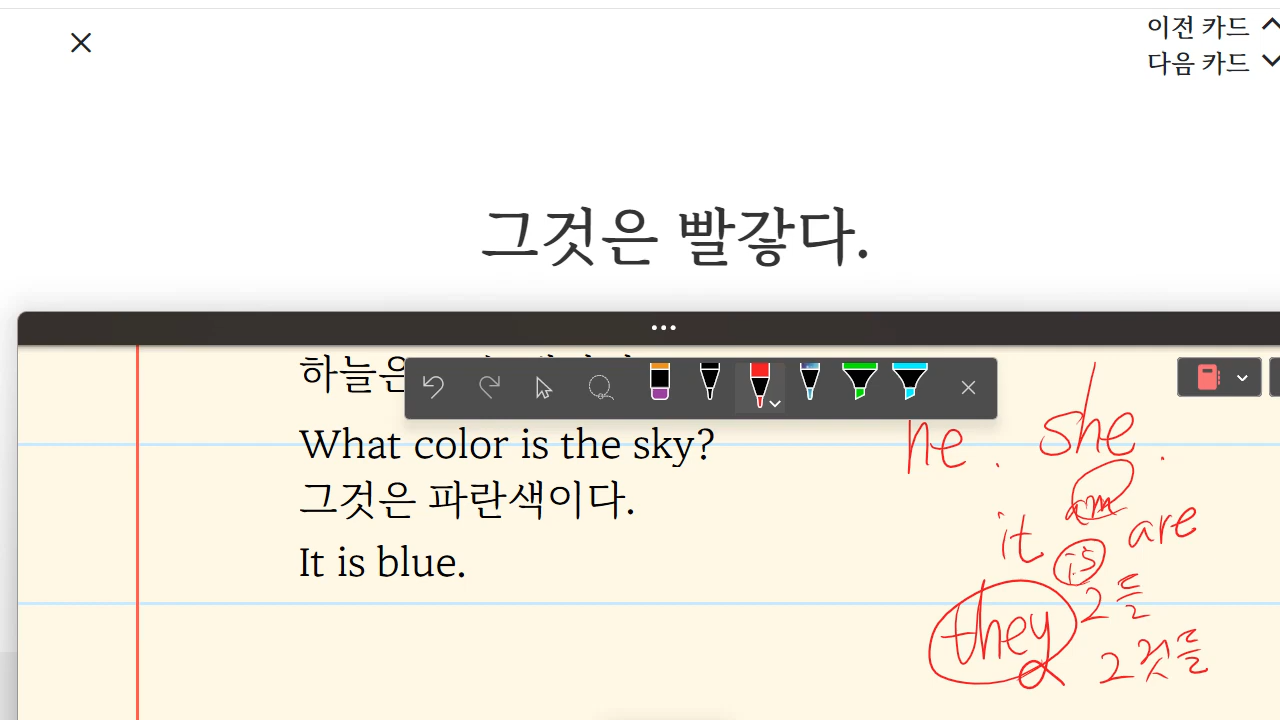 이전 카드
다음 카드
그것은 빨갛다.
하늘은
What color is the sky?
he. she.
그것은 파란색이다.
am
it are
is
It is blue.
they 그들
그것들